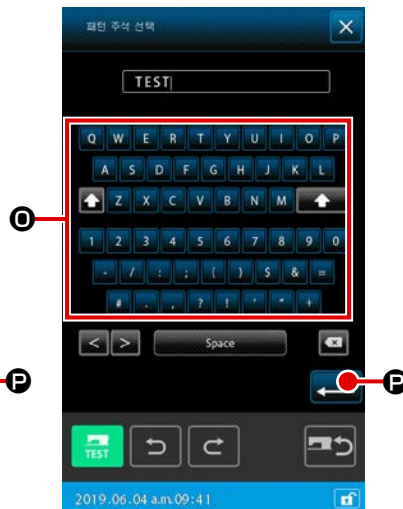 패턴 주석 선택
TEST
Q W E R T Y U I O P
A S D F G H J K L
Z X C V B N M
O
1 2 3 4 5 6 7 8 9 0
- / : ; ( ) $ & =
# . , ? ! ' " +
< > Space
P P
TEST
2019.06.04 a.m.09:41